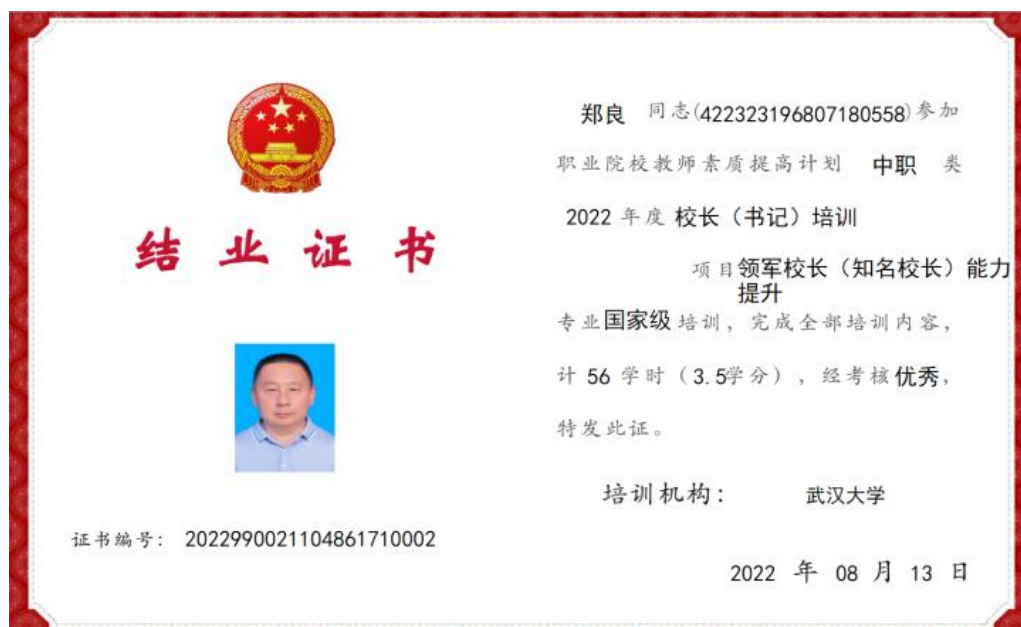 结业证书
证书编号： 2022990021104861710002
郑良 同志(422323196807180558)参加
职业院校教师素质提高计划 中职 类
2022 年度 校长（书记）培训
项目领军校长（知名校长）能力
提升
专业国家级培训，完成全部培训内容，
计 56 学时（3.5学分），经考核优秀，
特发此证。
培训机构： 武汉大学
2022 年 08 月 13 日